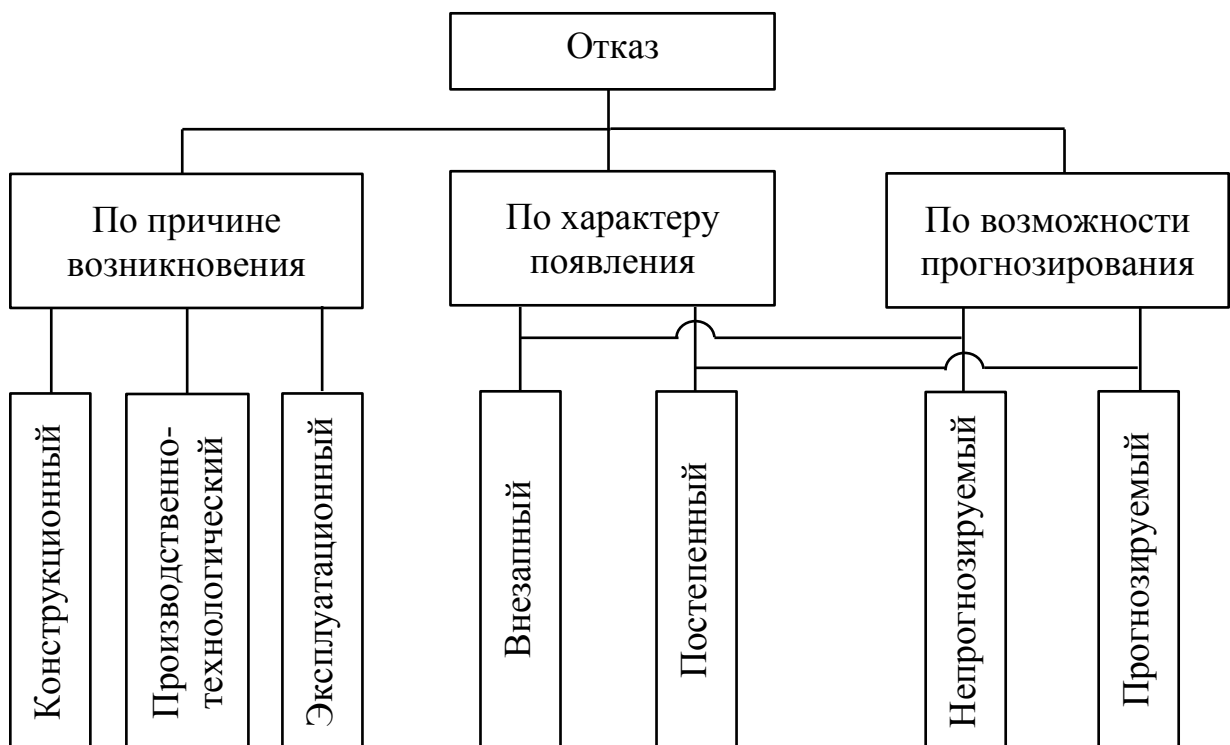 Отказ
По причине
возникновения
По характеру
появления
По возможности
прогнозирования
Конструкционный
Производственно-
технологический
Эксплуатационный
Внезапный
Постепенный
Непрогнозируемый
Прогнозируемый